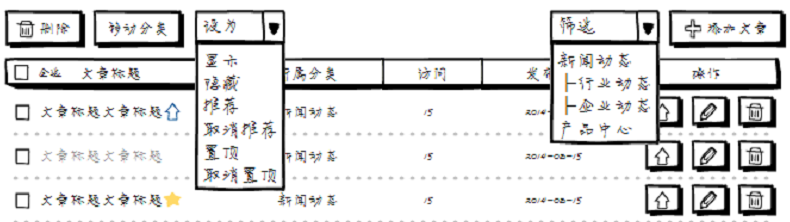 删除 移动分类 设为 筛选 添加文章
全选 文章标题 所属分类 访问 发布 操作
显示
隐藏
推荐
取消推荐
置顶
取消置顶
新闻动态
├行业动态
├企业动态
产品中心
文章标题文章标题 新闻动态 15 2014-
文章标题文章标题 新闻动态 15 2014-02-15
文章标题文章标题 新闻动态 15 2014-02-15